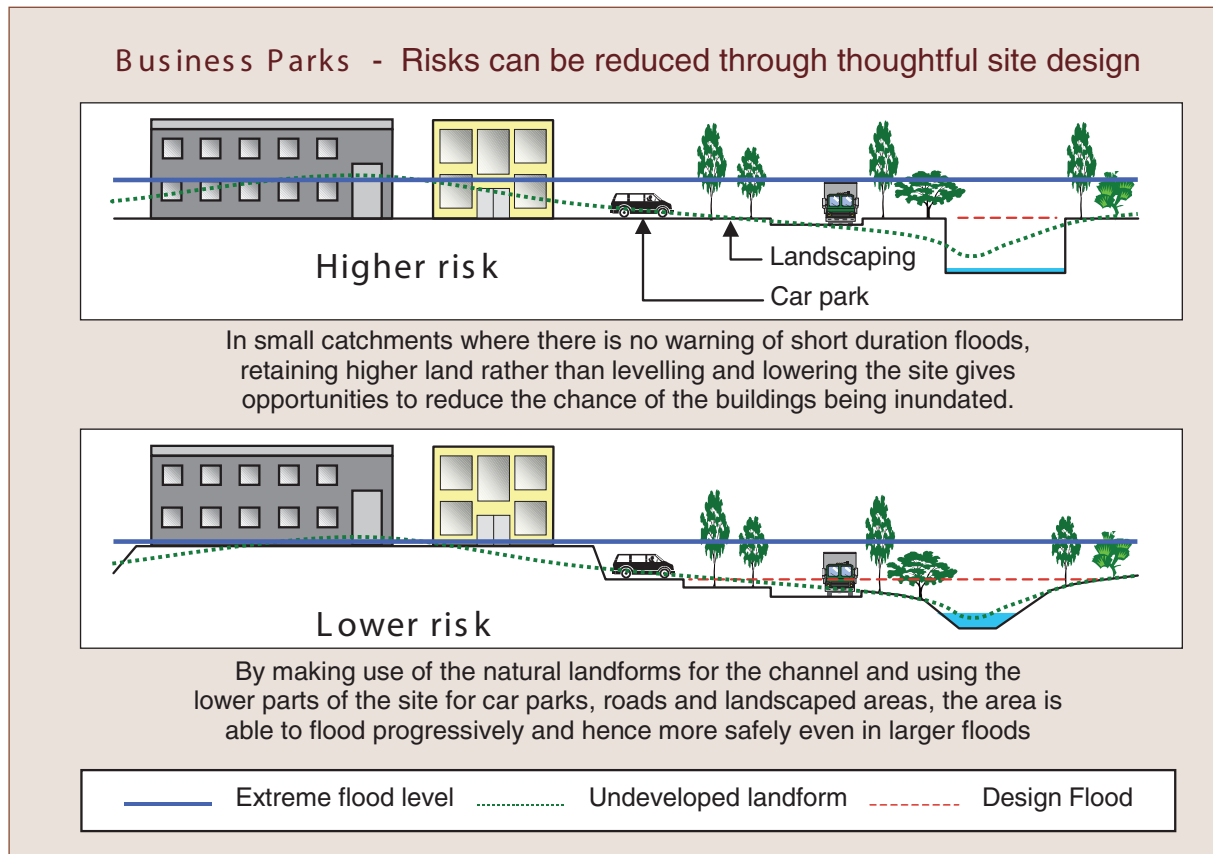 Business Parks - Risks can be reduced through thoughtful site design
Higher risk
Landscaping
Car park
In small catchments where there is no warning of short duration floods,
retaining higher land rather than levelling and lowering the site gives
opportunities to reduce the chance of the buildings being inundated.
Lower risk
By making use of the natural landforms for the channel and using the
lower parts of the site for car parks, roads and landscaped areas, the area is
able to flood progressively and hence more safely even in larger floods
Extreme flood level Undeveloped landform Design Flood